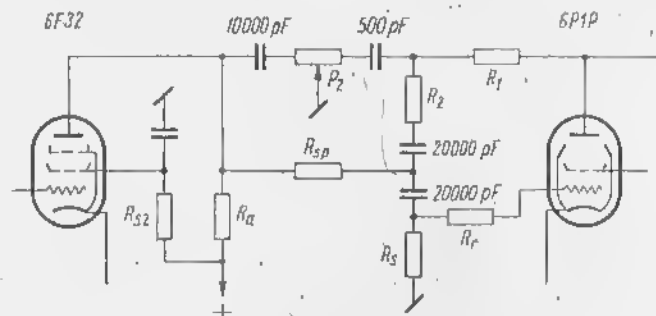 6F32
10000 pF
500 pF
6P1P
P2
R1
R2
20000 pF
Rsp
20000 pF
Rs2
Ra
Rr
Rs
+